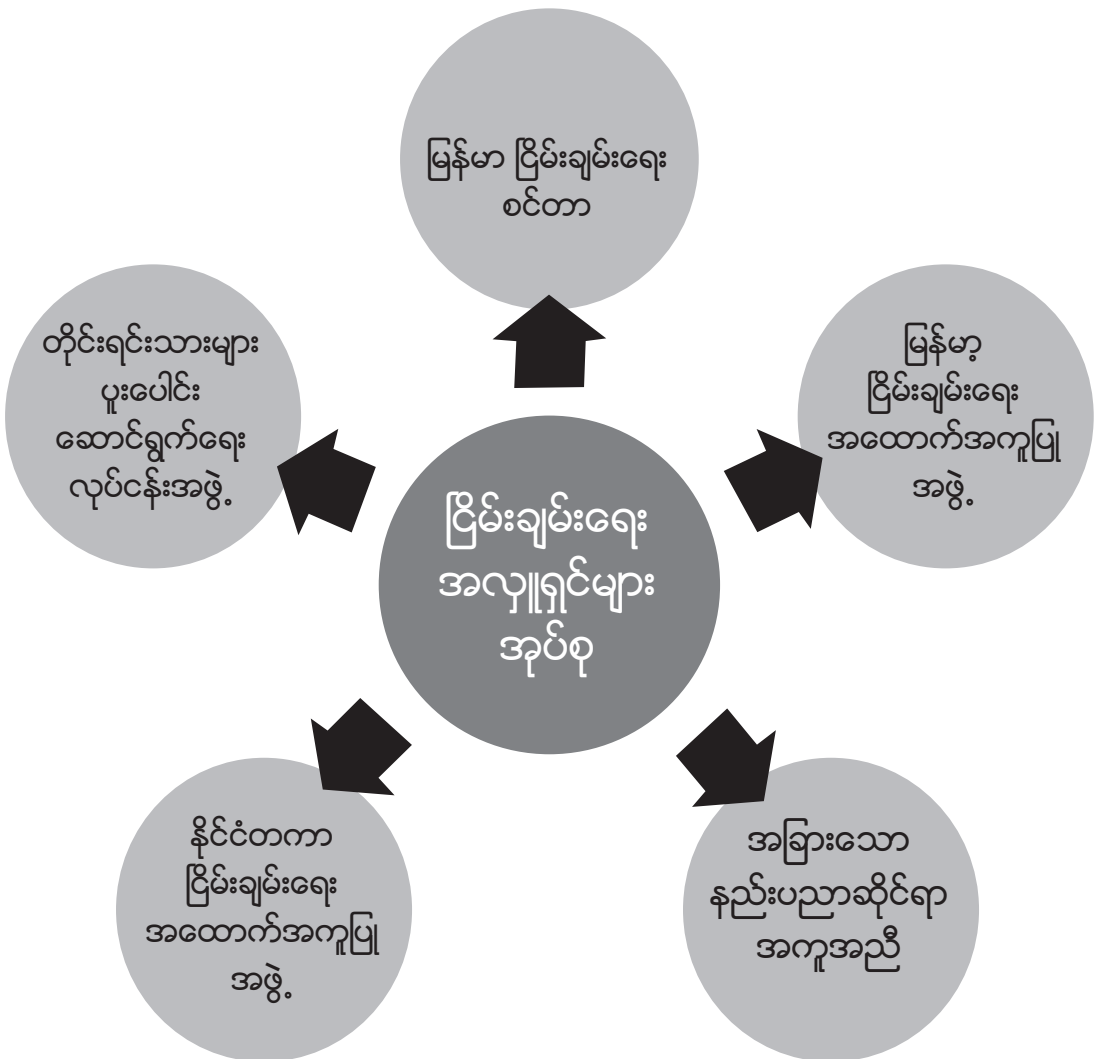 မြန်မာ ငြိမ်းချမ်းရေး
စင်တာ
တိုင်းရင်းသားများ
ပူးပေါင်း
ဆောင်ရွက်ရေး
လုပ်ငန်းအဖွဲ့
မြန်မာ့
ငြိမ်းချမ်းရေး
အထောက်အကူပြု
အဖွဲ့
ငြိမ်းချမ်းရေး
အလှူရှင်များ
အုပ်စု
နိုင်ငံတကာ
ငြိမ်းချမ်းရေး
အထောက်အကူပြု
အဖွဲ့
အခြားသော
နည်းပညာဆိုင်ရာ
အကူအညီ